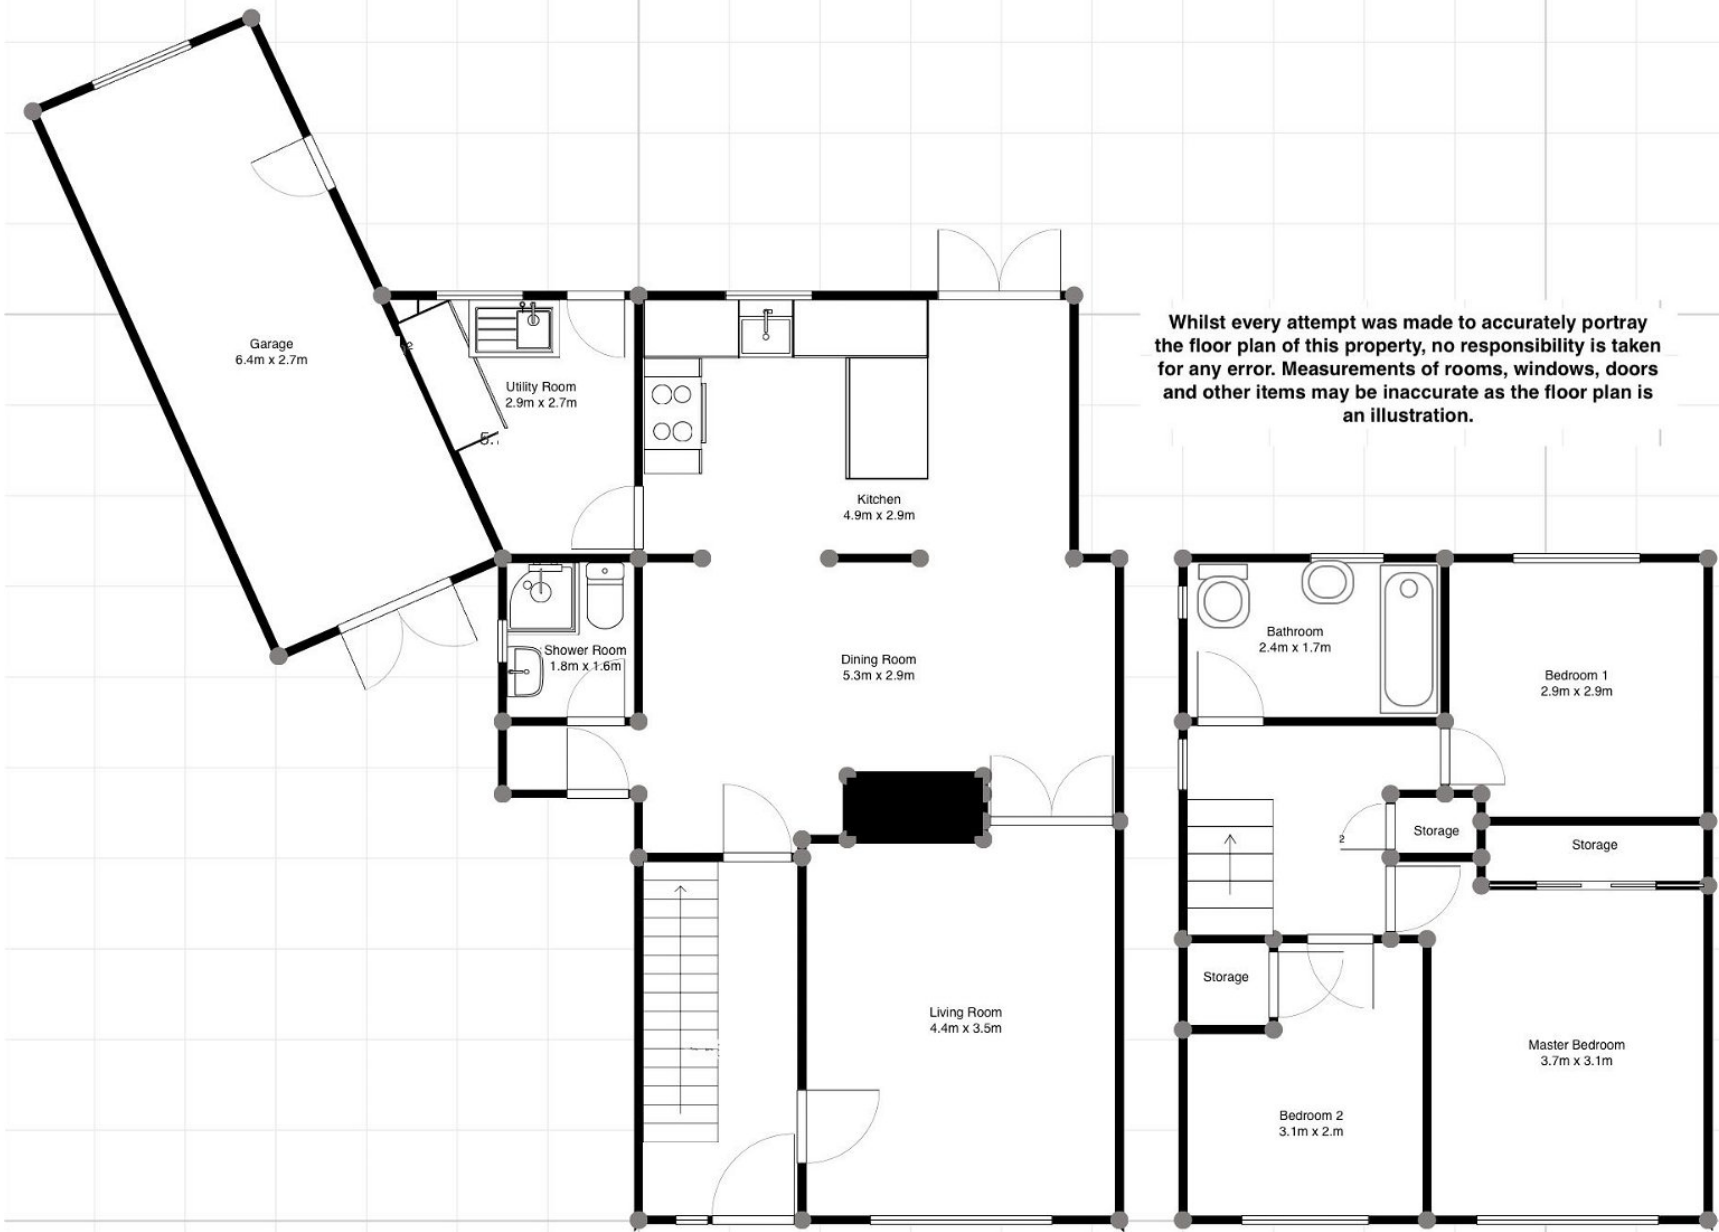 Garage
6.4m x 2.7m
Utility Room
2.9m x 2.7m
Kitchen
4.9m x 2.9m
Whilst every attempt was made to accurately portray
the floor plan of this property, no responsibility is taken
for any error. Measurements of rooms, windows, doors
and other items may be inaccurate as the floor plan is
an illustration.
Shower Room
1.8m x 1.6m
Dining Room
5.3m x 2.9m
Living Room
4.4m x 3.5m
Bathroom
2.4m x 1.7m
Bedroom 1
2.9m x 2.9m
Storage
Storage
Storage
Master Bedroom
3.7m x 3.1m
Bedroom 2
3.1m x 2.m